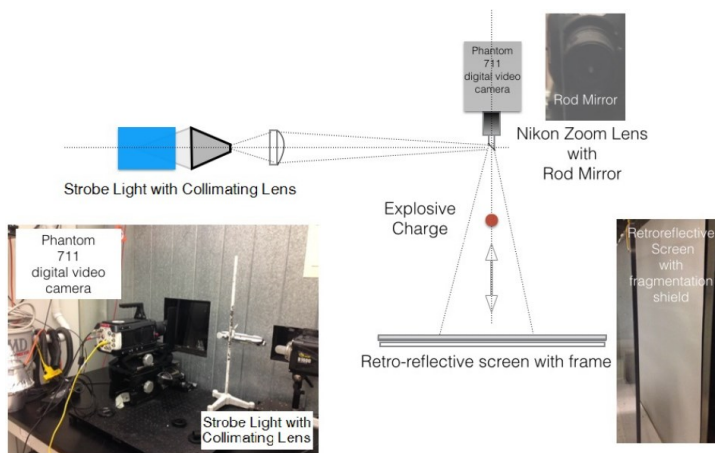 Phantom
711
digital video
camera
Rod Mirror
Nikon Zoom Lens
with
Rod Mirror
Strobe Light with Collimating Lens
Explosive
Charge
Phantom
711
digital video
camera
Retroreflective
Screen
with
fragmentation
shield
Retro-reflective screen with frame
Strobe Light with
Collimating Lens